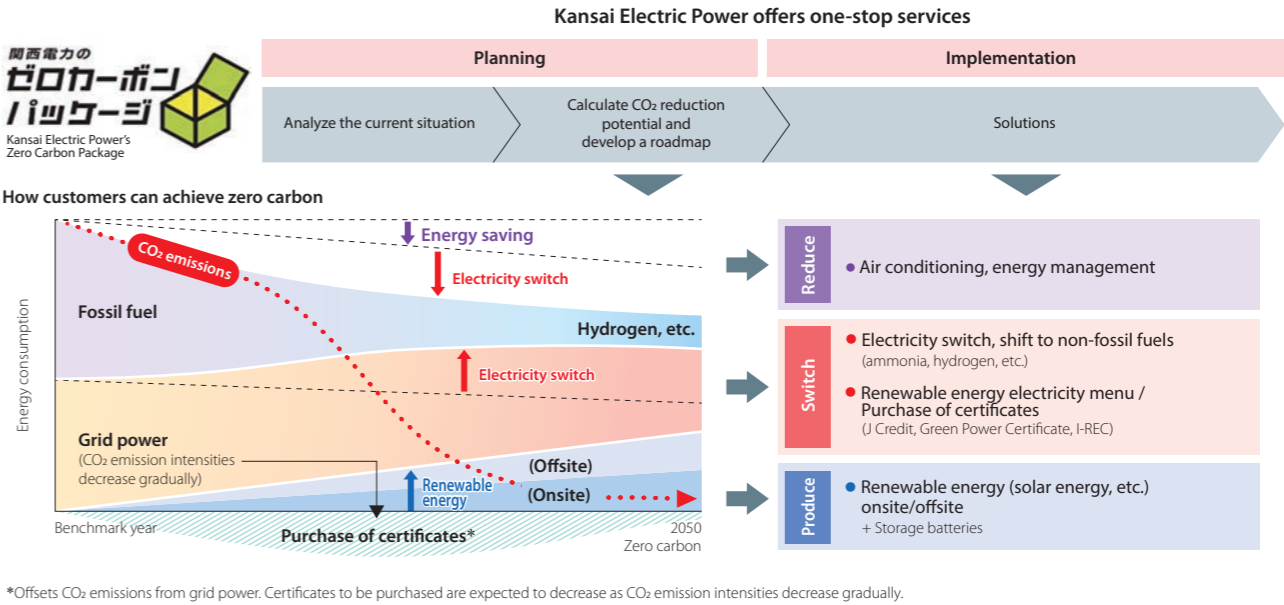 Kansai Electric Power offers one-stop services
関西電力の
ゼロカーボン
パッケージ
Kansai Electric Power's
Zero Carbon Package
Planning
Implementation
Analyze the current situation
Calculate CO₂ reduction
potential and
develop a roadmap
Solutions
How customers can achieve zero carbon
Energy consumption
CO₂ emissions
Energy saving
Electricity switch
Fossil fuel
Hydrogen, etc.
Electricity switch
Grid power
(CO₂ emission intensities
decrease gradually)
Renewable
energy
(Offsite)
(Onsite)
Benchmark year
Purchase of certificates*
2050
Zero carbon
Reduce
• Air conditioning, energy management
Switch
• Electricity switch, shift to non-fossil fuels
(ammonia, hydrogen, etc.)
• Renewable energy electricity menu /
Purchase of certificates
(J Credit, Green Power Certificate, I-REC)
Produce
• Renewable energy (solar energy, etc.)
onsite/offsite
+ Storage batteries
*Offsets CO₂ emissions from grid power. Certificates to be purchased are expected to decrease as CO₂ emission intensities decrease gradually.